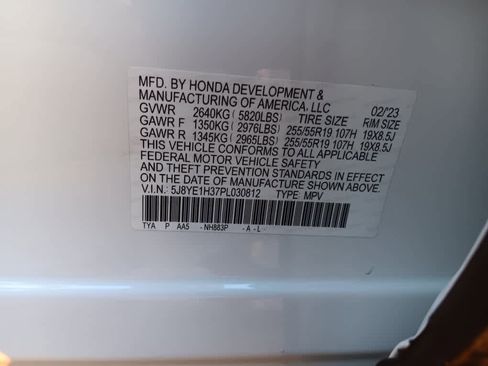 MFD. BY HONDA DEVELOPMENT &
MANUFACTURING OF AMERICA, LLC 02/23
GVWR 2640KG ( 5820LBS) TIRE SIZE RIM SIZE
GAWR F 1350KG ( 2976LBS) 255/55R19 107H 19X8.5J
GAWR R 1345KG ( 2965LBS) 255/55R19 107H 19X8.5J
THIS VEHICLE CONFORMS TO ALL APPLICABLE
FEDERAL MOTOR VEHICLE SAFETY
AND THEFT PREVENTION STANDARDS IN EFFECT
ON THE DATE OF MANUFACTURE SHOWN ABOVE.
V.I.N.: 5J8YE1H37PL030812 TYPE MPV
TYA P AA5 -NH883P -A-L-